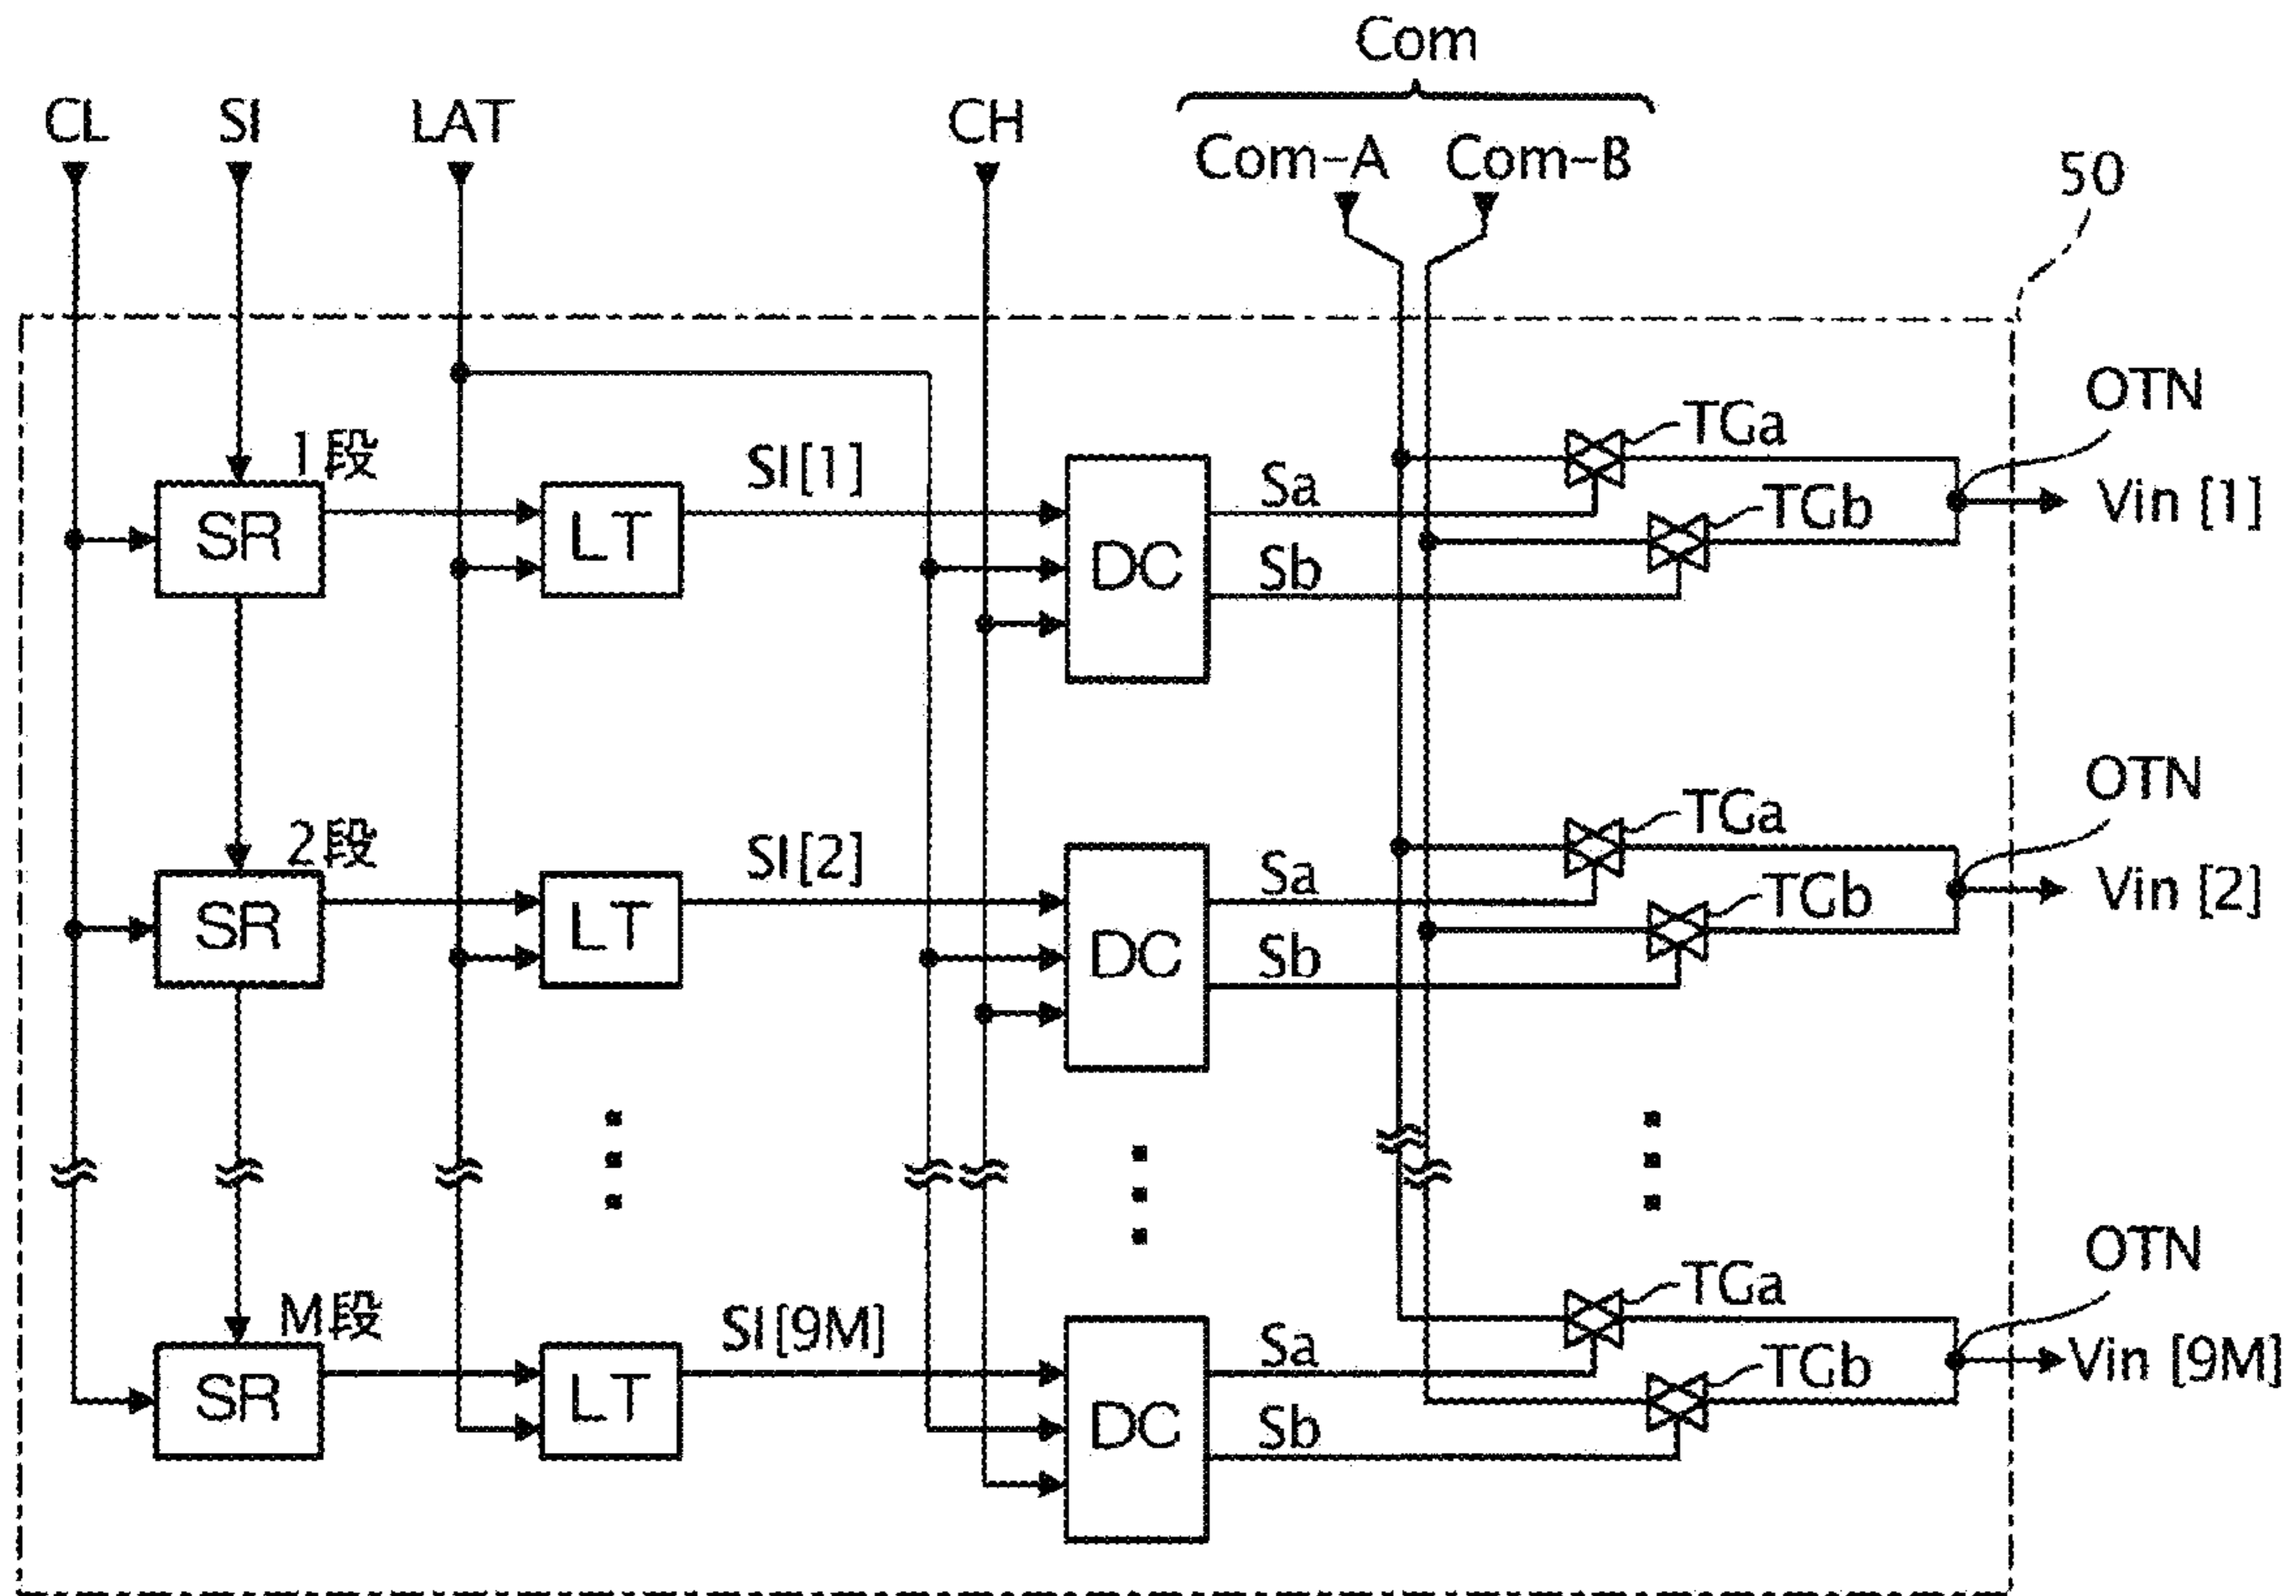 Com
CL SI LAT CH Com-A Com-B
50
OTN
1段 SI[1] TGa
SR LT DC Sa TGb Vin [1]
Sb
OTN
2段 SI[2] TGa
SR LT DC Sa TGb Vin [2]
Sb
OTN
M段 SI[9M] TGa
SR LT DC Sa TGb Vin [9M]
Sb